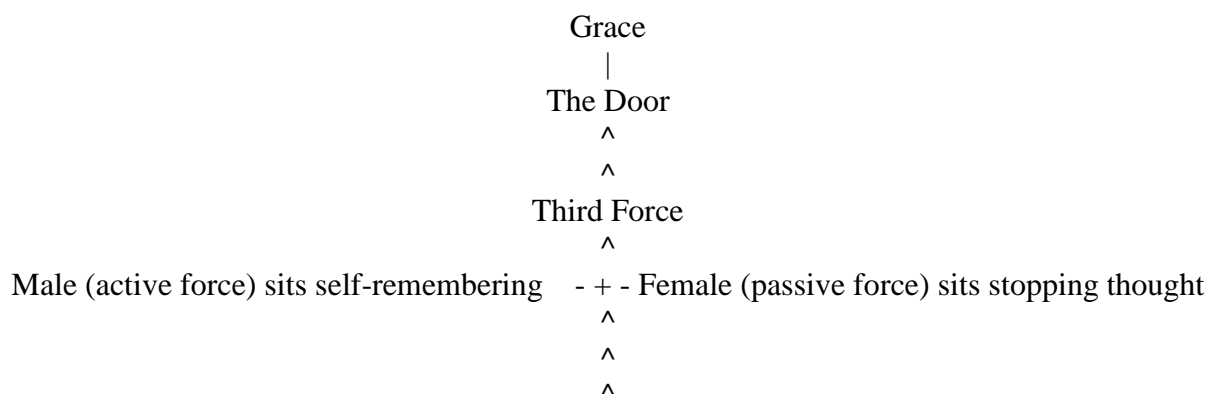 Grace
|
The Door
^
^
Third Force
^
Male (active force) sits self-remembering - + - Female (passive force) sits stopping thought
^
^
^